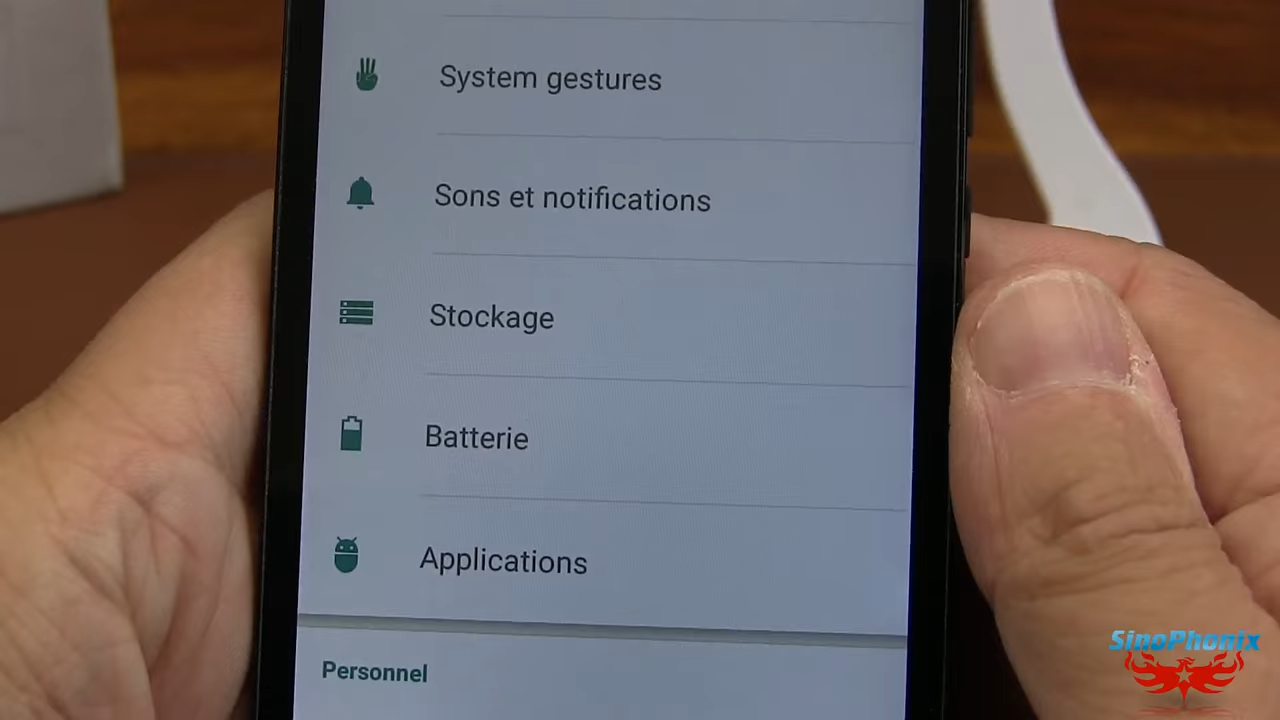 System gestures
Sons et notifications
Stockage
Batterie
Applications
Personnel
SinoPhonix